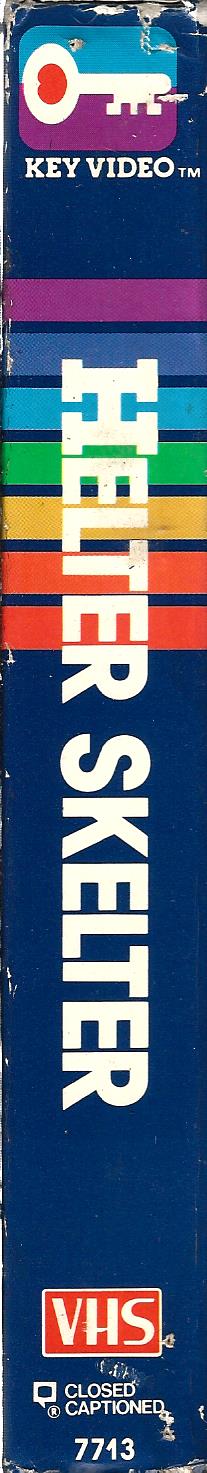 KEY VIDEO™
HELTER SKELTER
VHS
® CLOSED
CAPTIONED
7713